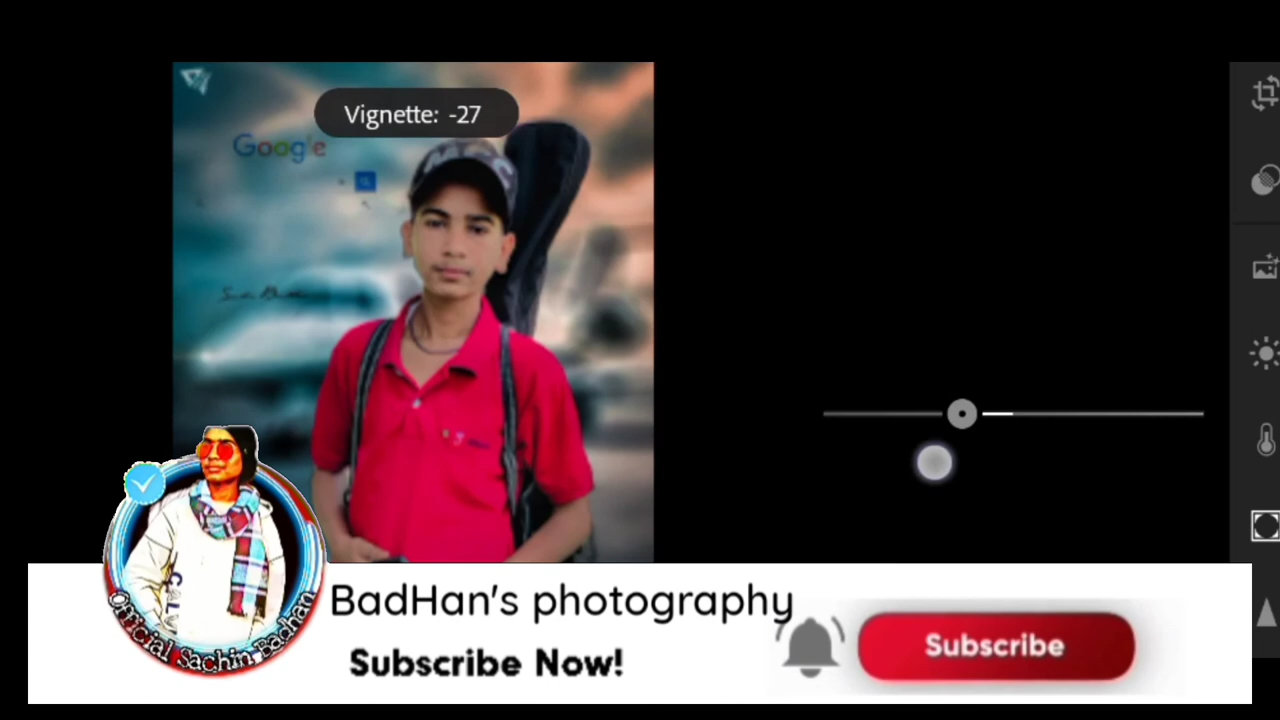 Vignette: -27
Google
BadHan's photography
Subscribe Now!
Subscribe
Official Sachin Badhan